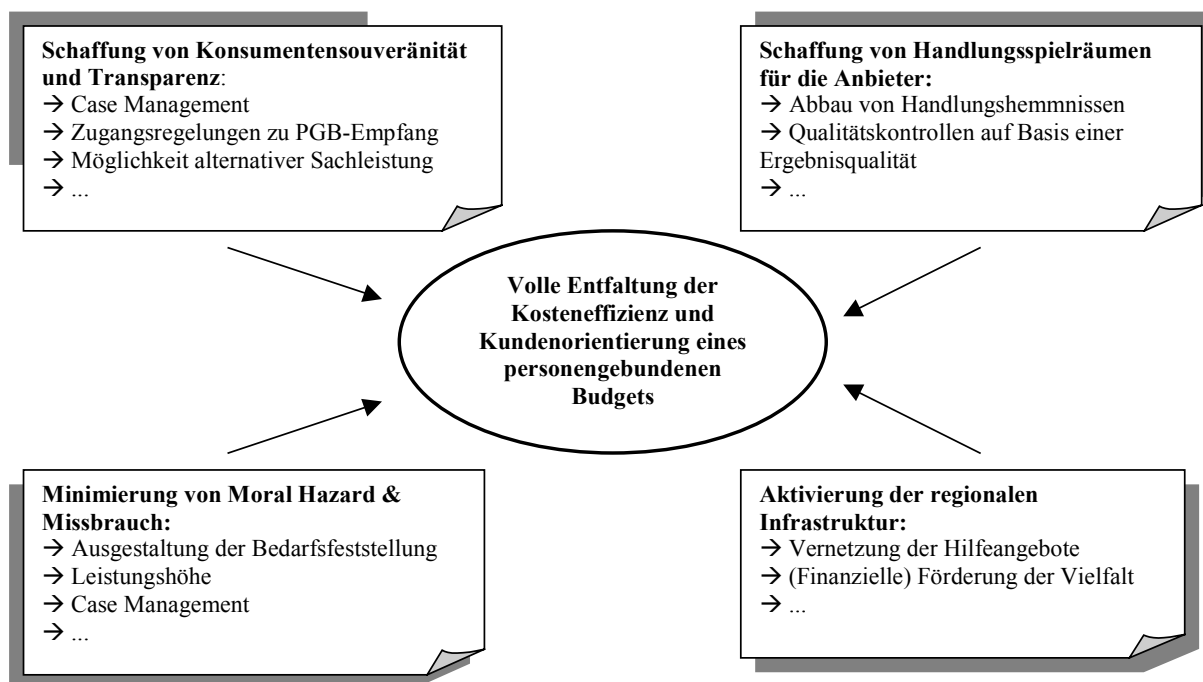 Schaffung von Konsumentensouveränität
und Transparenz:
→ Case Management
→ Zugangsregelungen zu PGB-Empfang
→ Möglichkeit alternativer Sachleistung
→ ...
Schaffung von Handlungsspielräumen
für die Anbieter:
→ Abbau von Handlungshemmnissen
→ Qualitätskontrollen auf Basis einer
Ergebnisqualität
→ ...
Volle Entfaltung der
Kosteneffizienz und
Kundenorientierung eines
personengebundenen
Budgets
Minimierung von Moral Hazard &
Missbrauch:
→ Ausgestaltung der Bedarfsfeststellung
→ Leistungshöhe
→ Case Management
→ ...
Aktivierung der regionalen
Infrastruktur:
→ Vernetzung der Hilfeangebote
→ (Finanzielle) Förderung der Vielfalt
→ ...